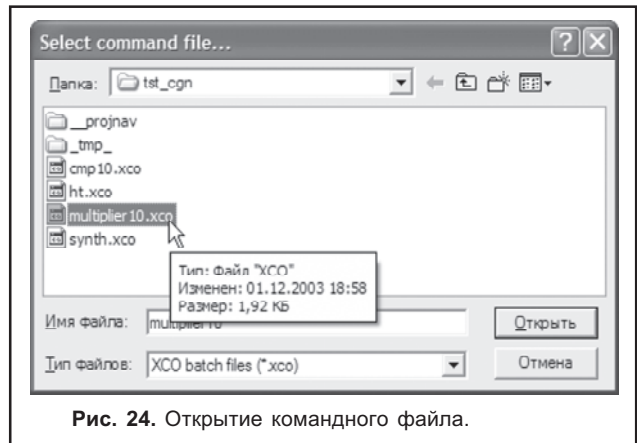 Select command file...
Папка: tst_cgn
__projnav
_tmp_
cmp10.xco
ht.xco
multiplier10.xco
synth.xco
Тип: Файл "XCO"
Изменен: 01.12.2003 18:58
Размер: 1,92 КБ
Имя файла: multiplier10
Открыть
Тип файлов: XCO batch files (*.xco)
Отмена
Рис. 24. Открытие командного файла.